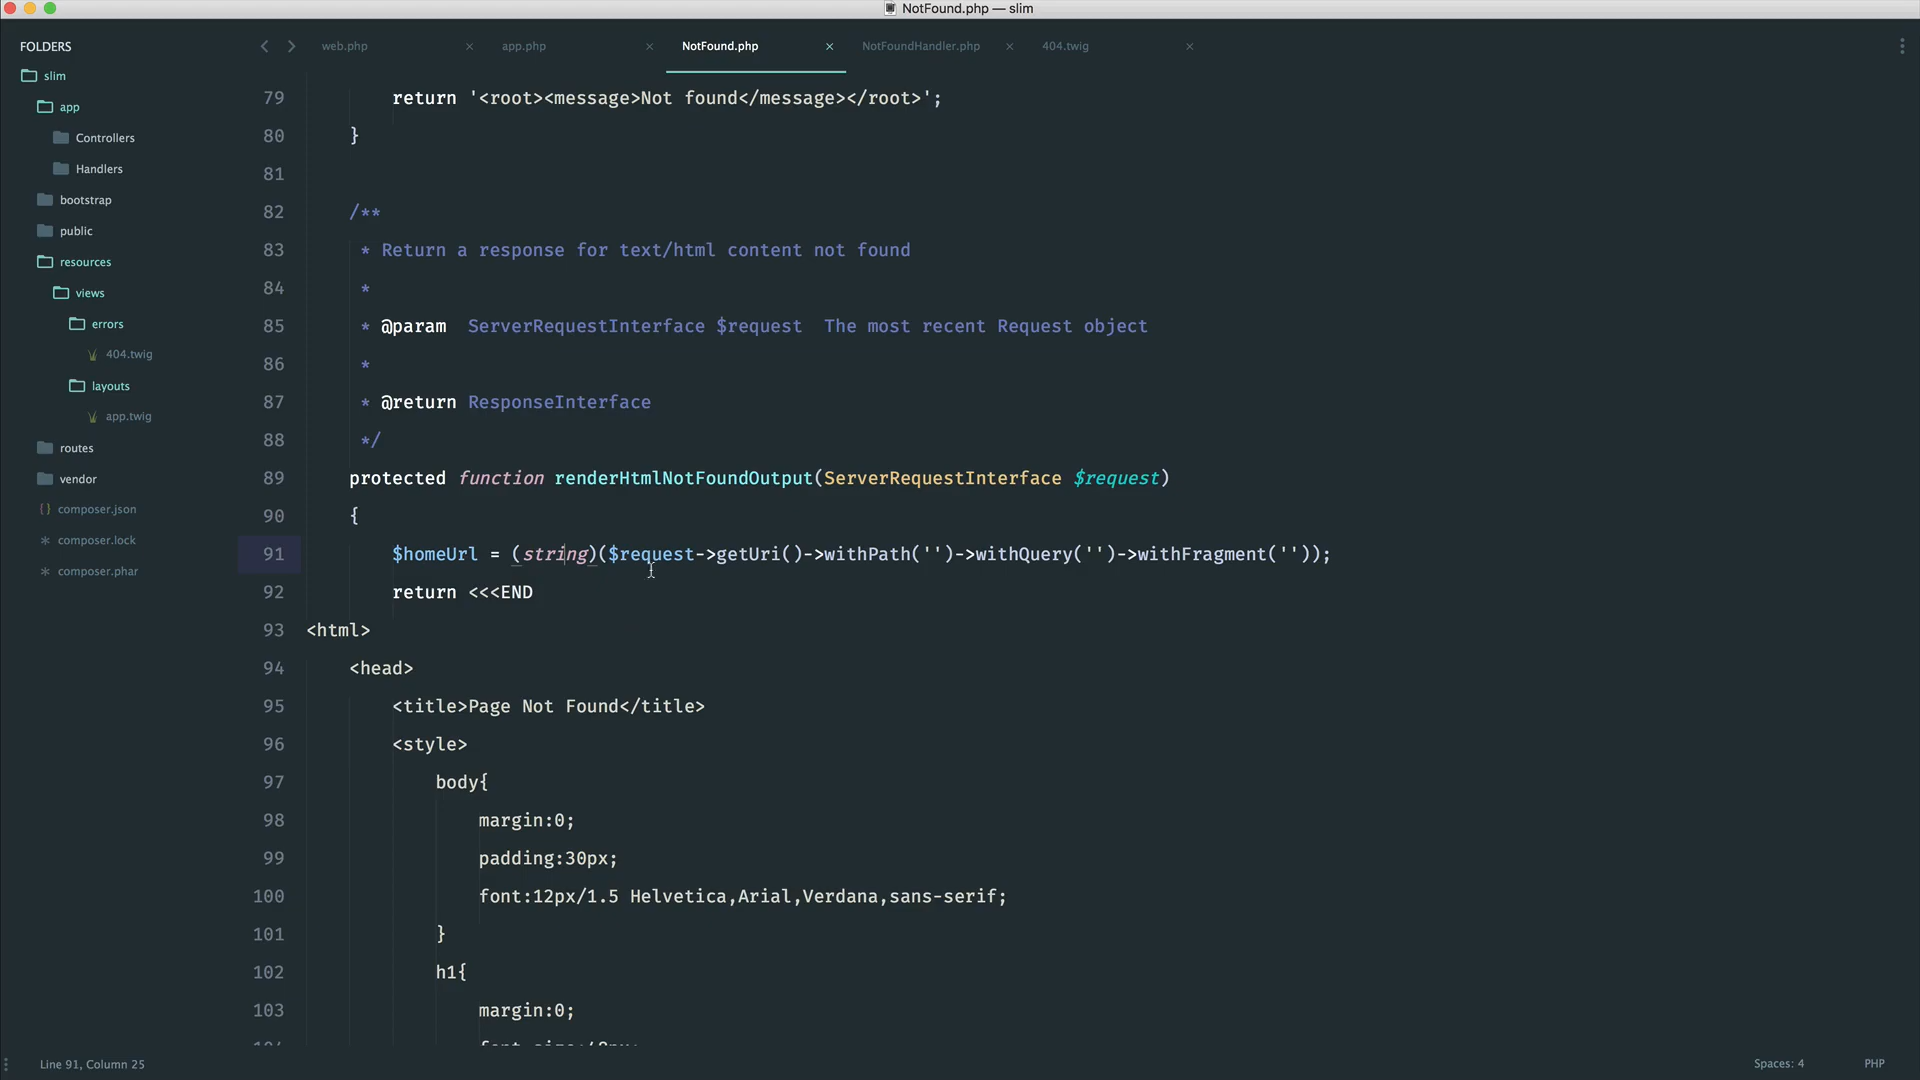 NotFound.php — slim
FOLDERS
slim
app
Controllers
Handlers
bootstrap
public
resources
views
errors
404.twig
layouts
app.twig
routes
vendor
{} composer.json
* composer.lock
* composer.phar
web.php ×
app.php ×
NotFound.php ×
NotFoundHandler.php ×
404.twig ×
79 return '<root><message>Not found</message></root>';
80 }
81
82 /**
83 * Return a response for text/html content not found
84 *
85 * @param ServerRequestInterface $request The most recent Request object
86 *
87 * @return ResponseInterface
88 */
89 protected function renderHtmlNotFoundOutput(ServerRequestInterface $request)
90 {
91 $homeUrl = (string)($request->getUri()->withPath('')->withQuery('')->withFragment(''));
92 return <<<END
93 <html>
94 <head>
95 <title>Page Not Found</title>
96 <style>
97 body{
98 margin:0;
99 padding:30px;
100 font:12px/1.5 Helvetica,Arial,Verdana,sans-serif;
101 }
102 h1{
103 margin:0;
Line 91, Column 25
Spaces: 4
PHP